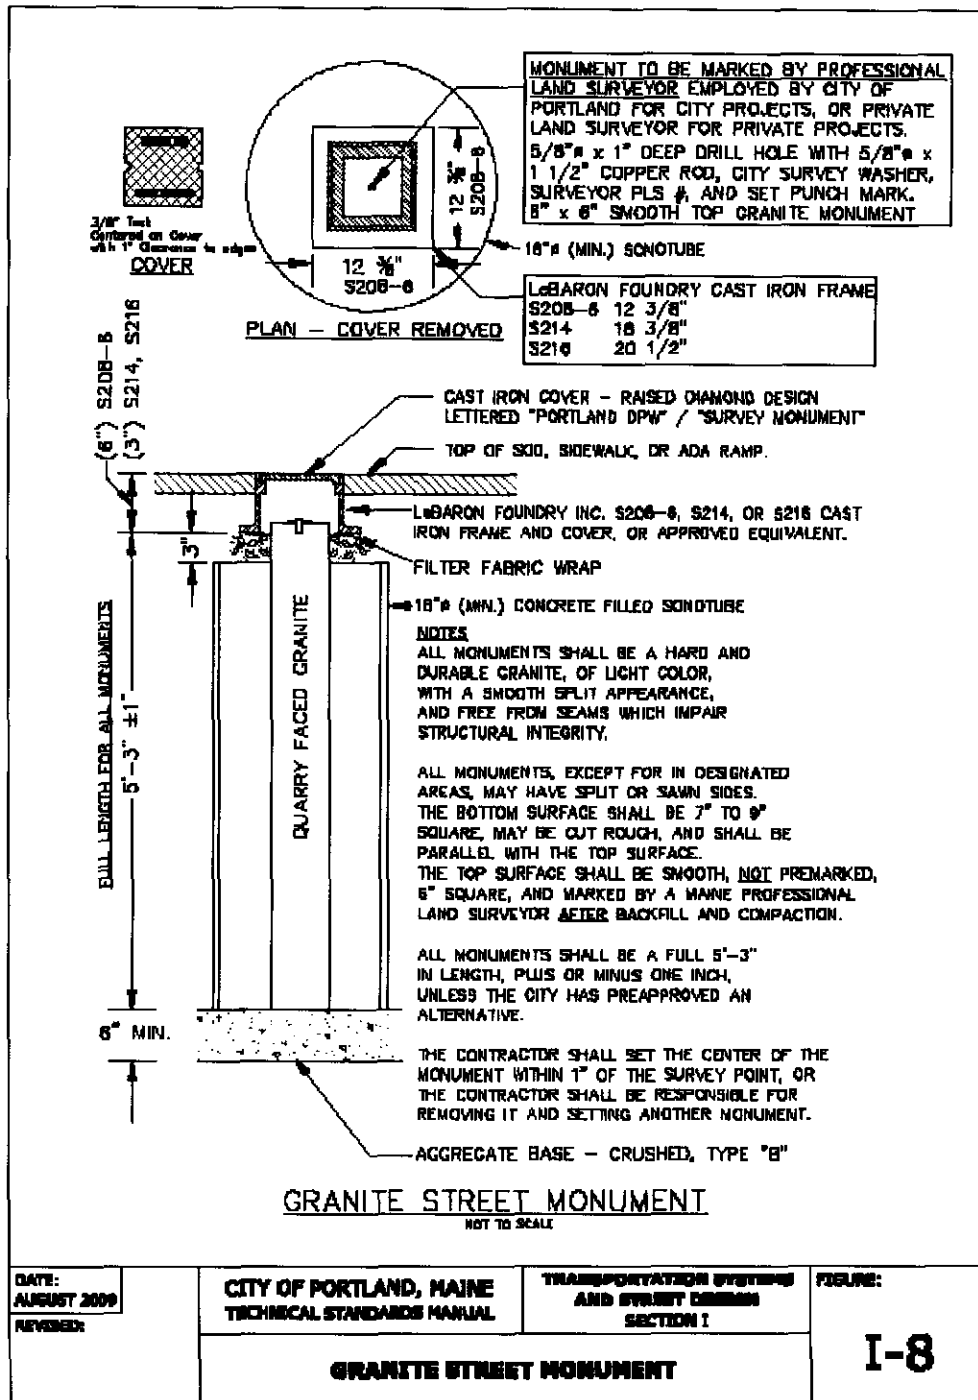 MONUMENT TO BE MARKED BY PROFESSIONAL
LAND SURVEYOR EMPLOYED BY CITY OF
PORTLAND FOR CITY PROJECTS, OR PRIVATE
LAND SURVEYOR FOR PRIVATE PROJECTS.
5/8"ø x 1" DEEP DRILL HOLE WITH 5/8"ø x
1 1/2" COPPER ROD, CITY SURVEY WASHER,
SURVEYOR PLS #, AND SET PUNCH MARK.
6" x 6" SMOOTH TOP GRANITE MONUMENT
3/8" Text
Centered on Cover
with 1" Clearance to edges
COVER
12 3/8"
S208-6
12 3/8"
S208-6
PLAN - COVER REMOVED
18"ø (MIN.) SONOTUBE
LeBARON FOUNDRY CAST IRON FRAME
S208-6 12 3/8"
S214 18 3/8"
S216 20 1/2"
(6") S208-6
(3") S214, S216
CAST IRON COVER - RAISED DIAMOND DESIGN
LETTERED "PORTLAND DPW" / "SURVEY MONUMENT"
TOP OF SOD, SIDEWALK, OR ADA RAMP.
LeBARON FOUNDRY INC. S208-6, S214, OR S216 CAST
IRON FRAME AND COVER, OR APPROVED EQUIVALENT.
3"
FILTER FABRIC WRAP
18"ø (MIN.) CONCRETE FILLED SONOTUBE
FULL LENGTH FOR ALL MONUMENTS
5'-3" ±1"
QUARRY FACED GRANITE
NOTES
ALL MONUMENTS SHALL BE A HARD AND
DURABLE GRANITE, OF LIGHT COLOR,
WITH A SMOOTH SPLIT APPEARANCE,
AND FREE FROM SEAMS WHICH IMPAIR
STRUCTURAL INTEGRITY.
ALL MONUMENTS, EXCEPT FOR IN DESIGNATED
AREAS, MAY HAVE SPLIT OR SAWN SIDES.
THE BOTTOM SURFACE SHALL BE 7" TO 9"
SQUARE, MAY BE CUT ROUGH, AND SHALL BE
PARALLEL WITH THE TOP SURFACE.
THE TOP SURFACE SHALL BE SMOOTH, NOT PREMARKED,
6" SQUARE, AND MARKED BY A MAINE PROFESSIONAL
LAND SURVEYOR AFTER BACKFILL AND COMPACTION.
ALL MONUMENTS SHALL BE A FULL 5'-3"
IN LENGTH, PLUS OR MINUS ONE INCH,
UNLESS THE CITY HAS PREAPPROVED AN
ALTERNATIVE.
6" MIN.
THE CONTRACTOR SHALL SET THE CENTER OF THE
MONUMENT WITHIN 1" OF THE SURVEY POINT, OR
THE CONTRACTOR SHALL BE RESPONSIBLE FOR
REMOVING IT AND SETTING ANOTHER MONUMENT.
AGGREGATE BASE - CRUSHED, TYPE "B"
GRANITE STREET MONUMENT
NOT TO SCALE
DATE:
AUGUST 2009
REVISED:
CITY OF PORTLAND, MAINE
TECHNICAL STANDARDS MANUAL
TRANSPORTATION SYSTEMS
AND STREET DESIGN
SECTION I
GRANITE STREET MONUMENT
FIGURE:
I-8